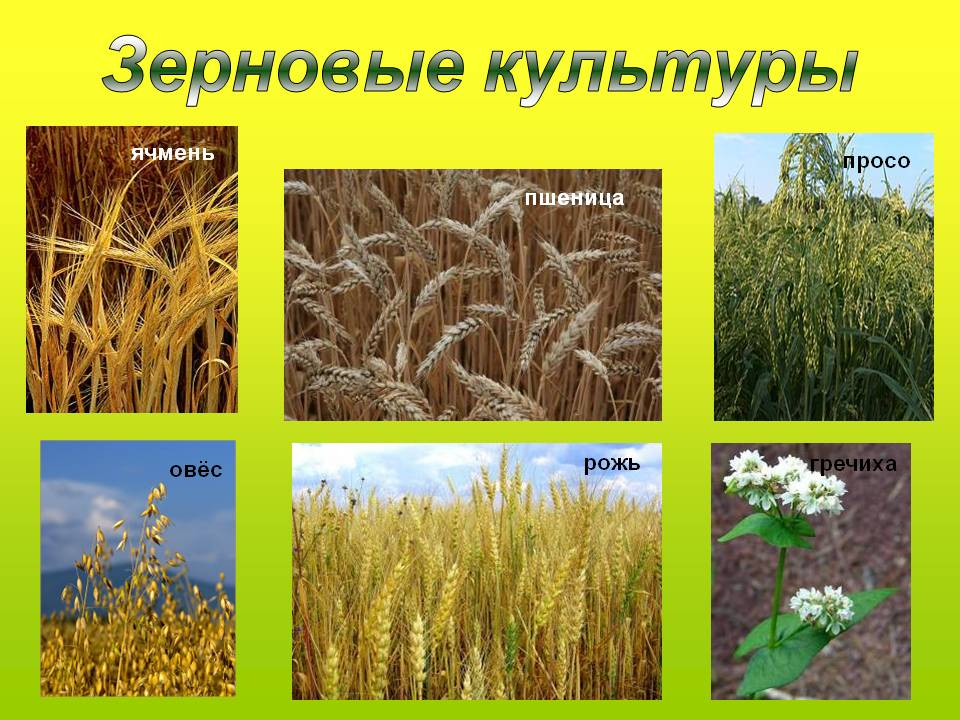 Зерновые культуры
ячмень
пшеница
просо
овёс
рожь
гречиха